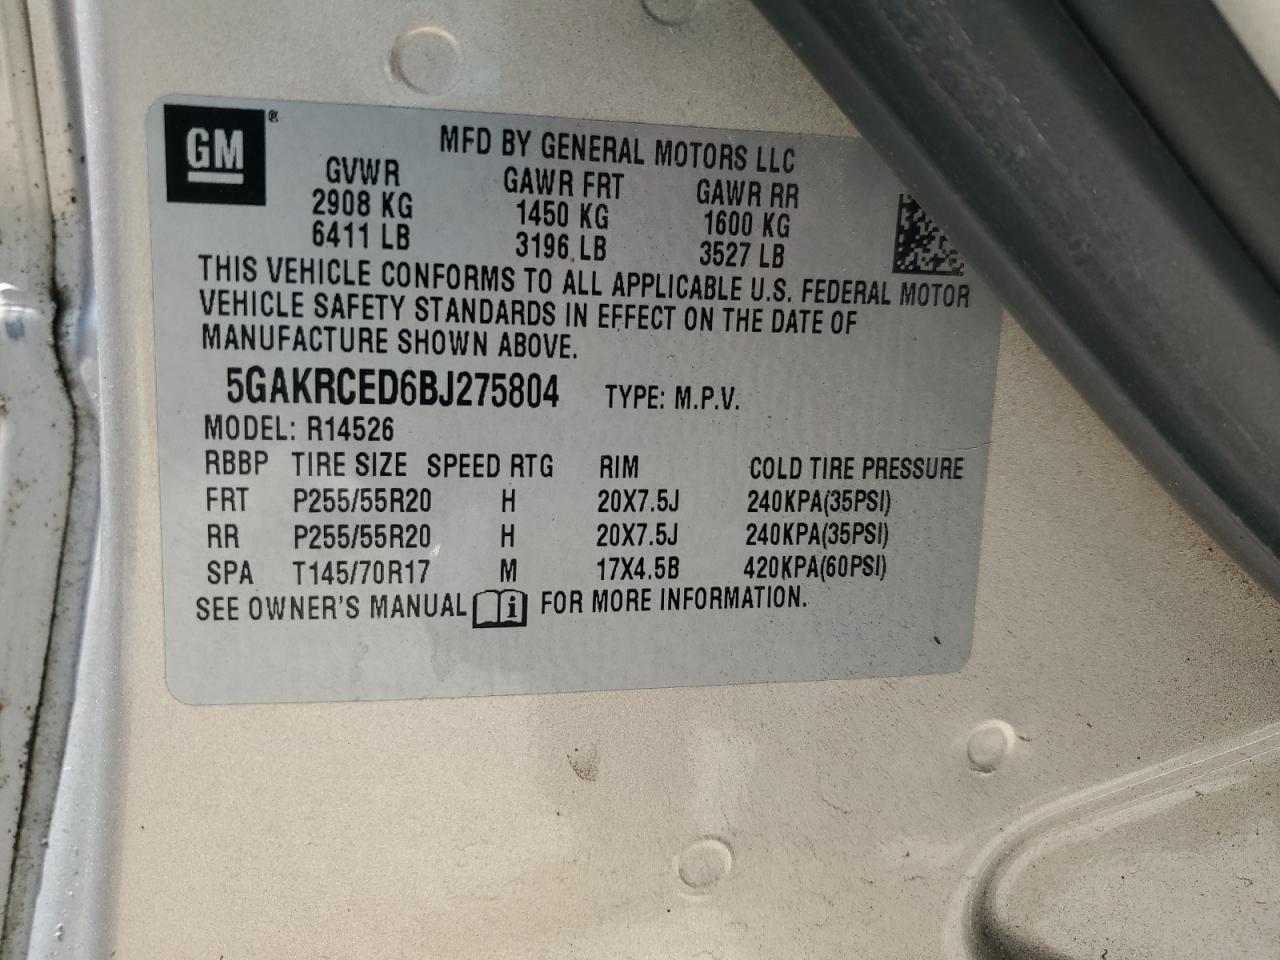 GM ®
MFD BY GENERAL MOTORS LLC
GVWR GAWR FRT GAWR RR
2908 KG 1450 KG 1600 KG
6411 LB 3196 LB 3527 LB
THIS VEHICLE CONFORMS TO ALL APPLICABLE U.S. FEDERAL MOTOR
VEHICLE SAFETY STANDARDS IN EFFECT ON THE DATE OF
MANUFACTURE SHOWN ABOVE.
5GAKRCED6BJ275804 TYPE: M.P.V.
MODEL: R14526
RBBP TIRE SIZE SPEED RTG RIM COLD TIRE PRESSURE
FRT P255/55R20 H 20X7.5J 240KPA(35PSI)
RR P255/55R20 H 20X7.5J 240KPA(35PSI)
SPA T145/70R17 M 17X4.5B 420KPA(60PSI)
SEE OWNER'S MANUAL i FOR MORE INFORMATION.